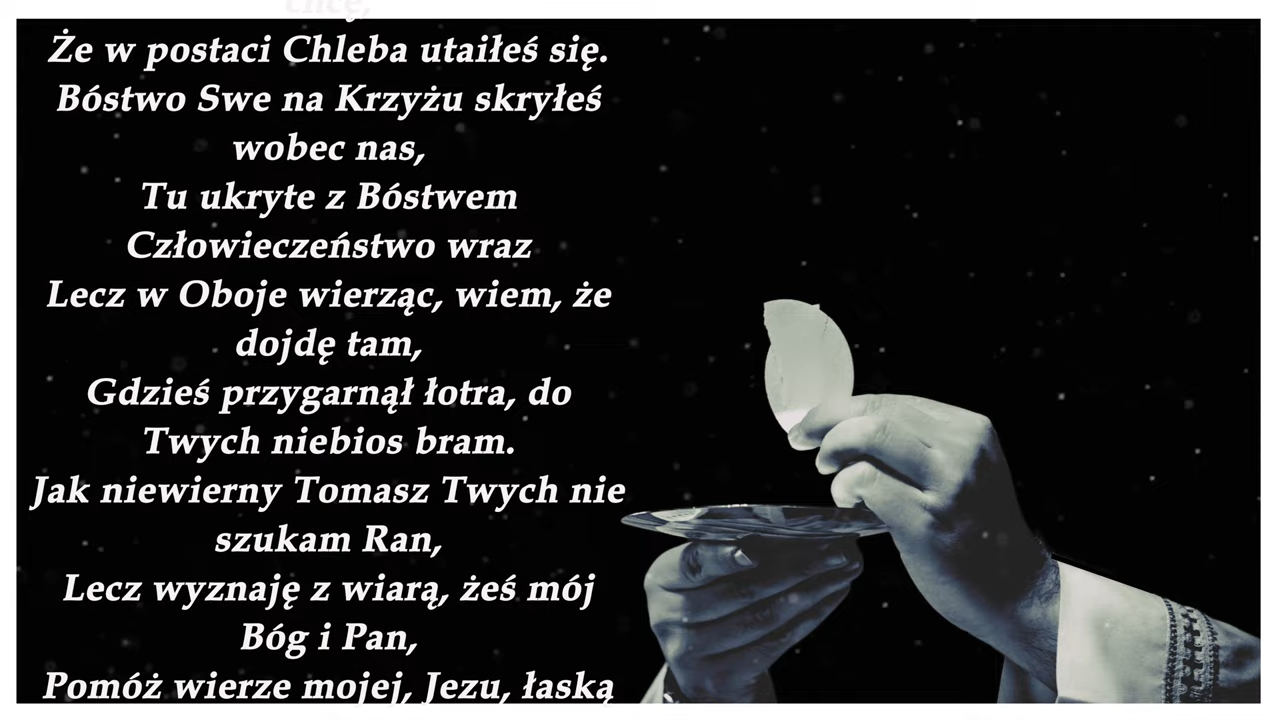 chcę,
Że w postaci Chleba utaiłeś się.
Bóstwo Swe na Krzyżu skryłeś
wobec nas,
Tu ukryte z Bóstwem
Człowieczeństwo wraz
Lecz w Oboje wierząc, wiem, że
dojdę tam,
Gdzieś przygarnął łotra, do
Twych niebios bram.
Jak niewierny Tomasz Twych nie
szukam Ran,
Lecz wyznaję z wiarą, żeś mój
Bóg i Pan,
Pomóż wierze mojej, Jezu, łaską